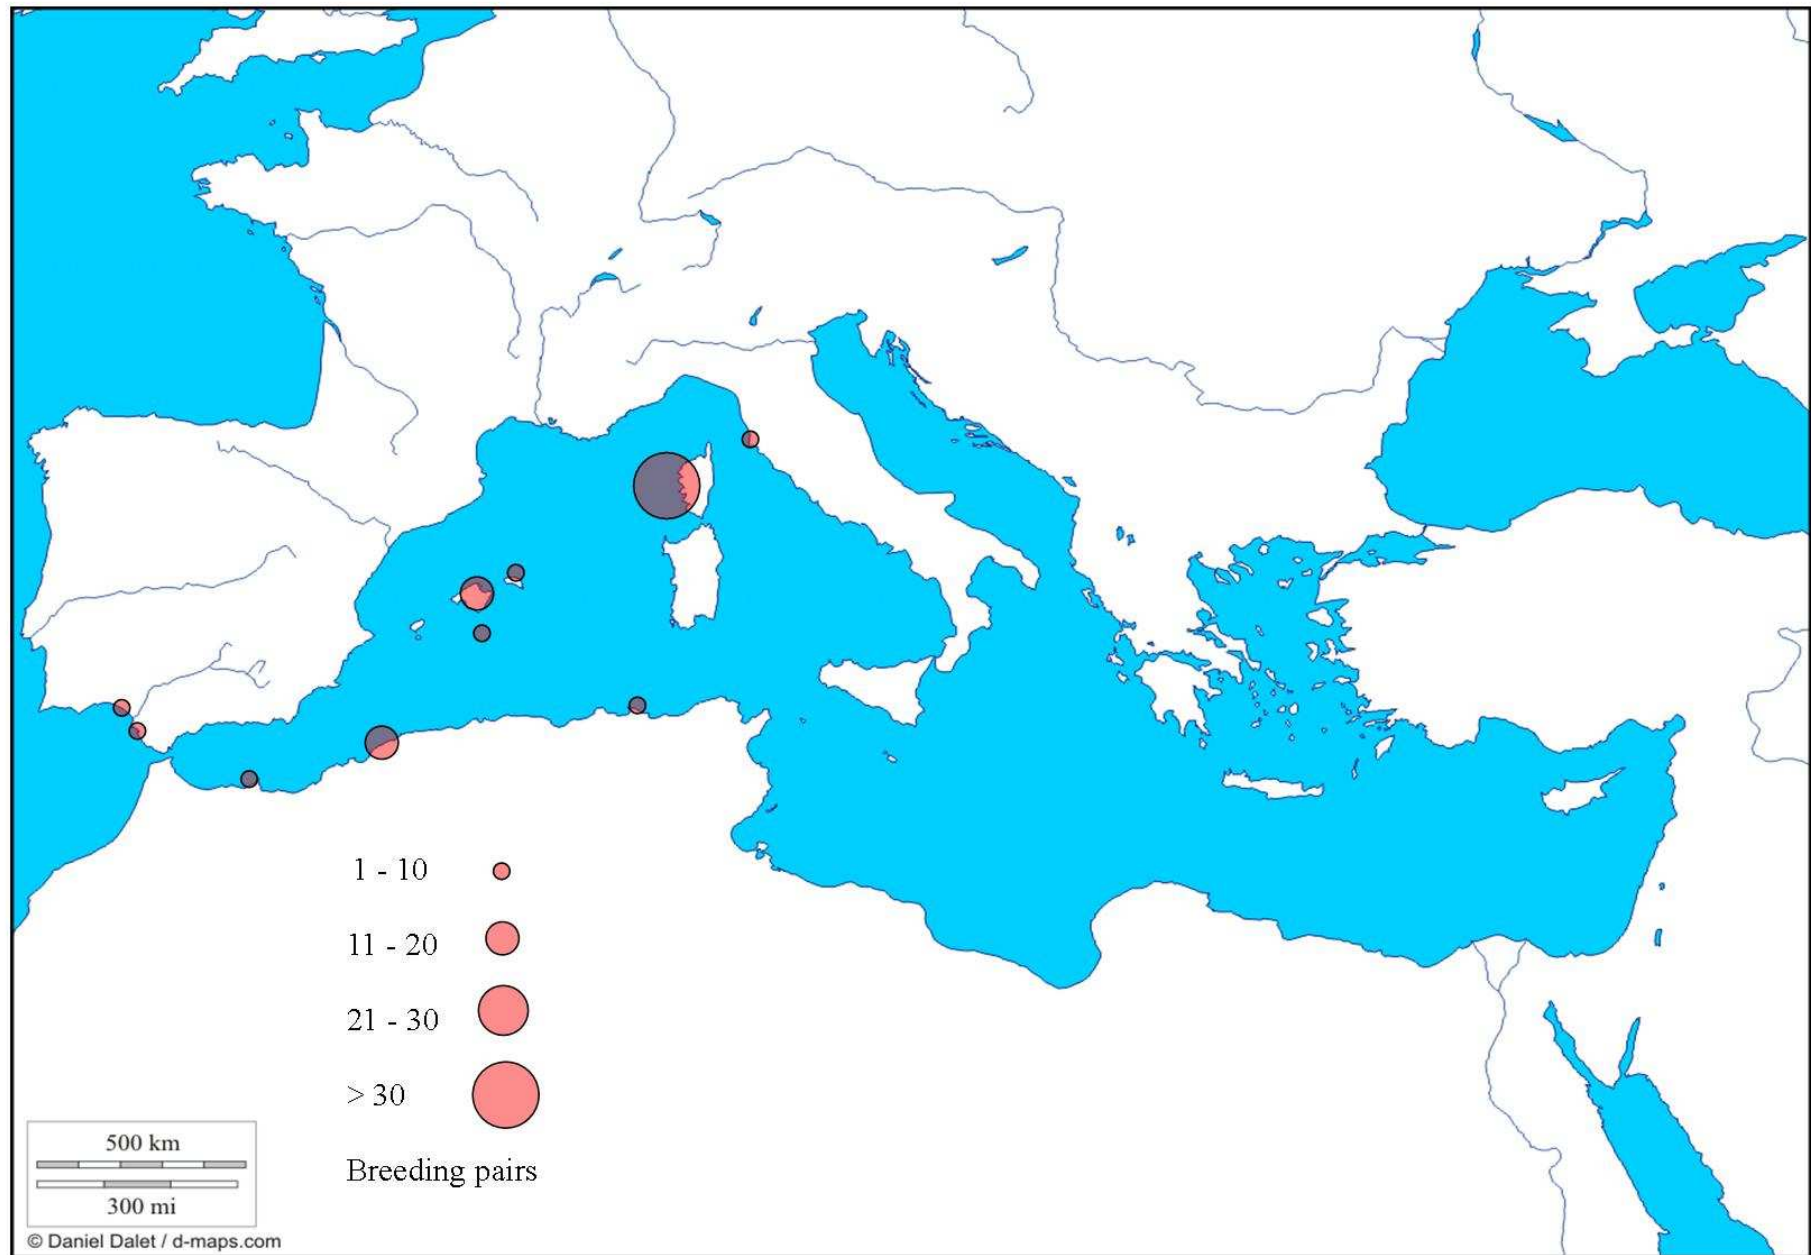 1 - 10
11 - 20
21 - 30
> 30
Breeding pairs
500 km
300 mi
© Daniel Dalet / d-maps.com